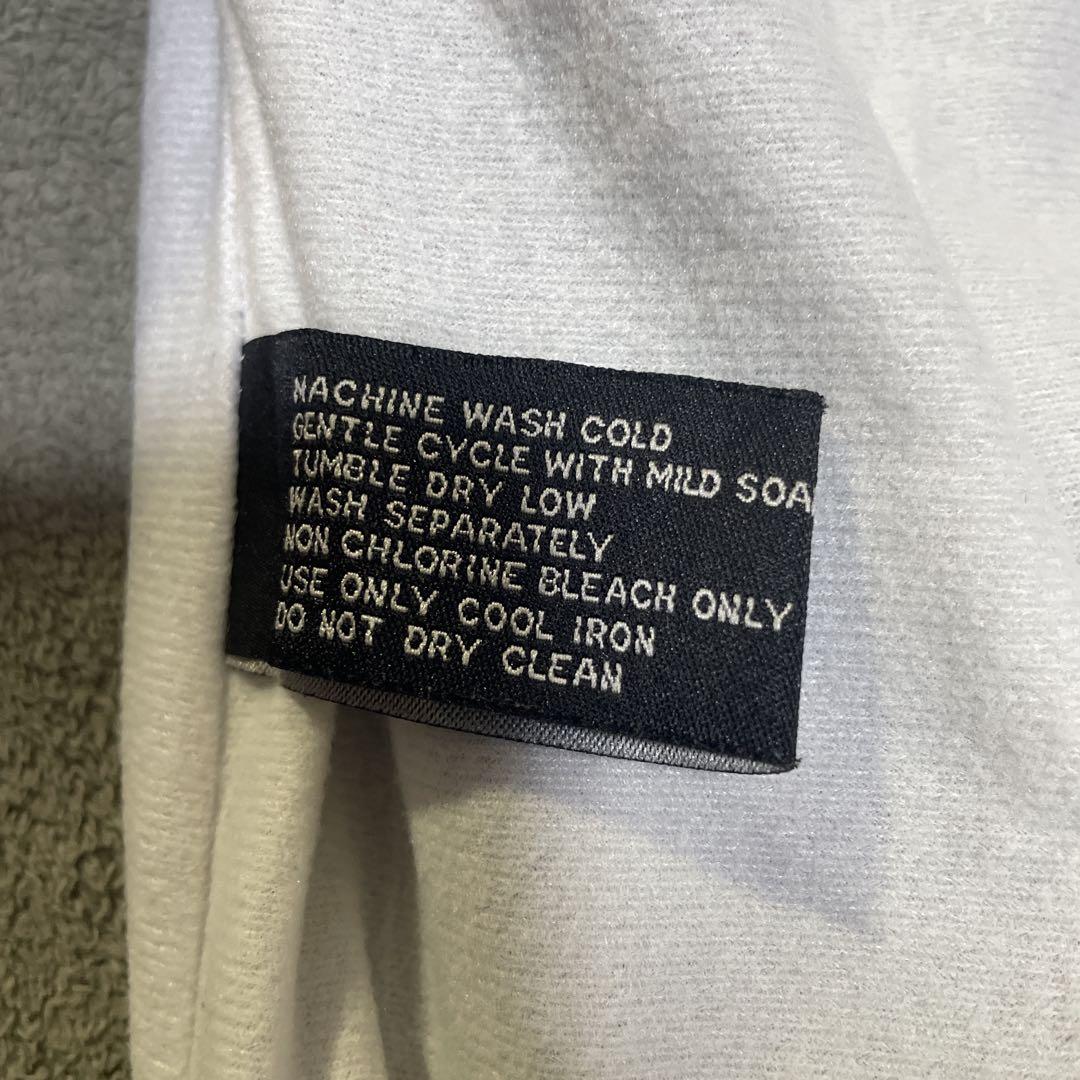 NACHINE WASH COLD
GENTLE CYCLE WITH MILD SOA
TUMBLE DRY LOW
WASH SEPARATELY
NON CHLORINE BLEACH ONLY
USE ONLY COOL IRON
DO NOT DRY CLEAN